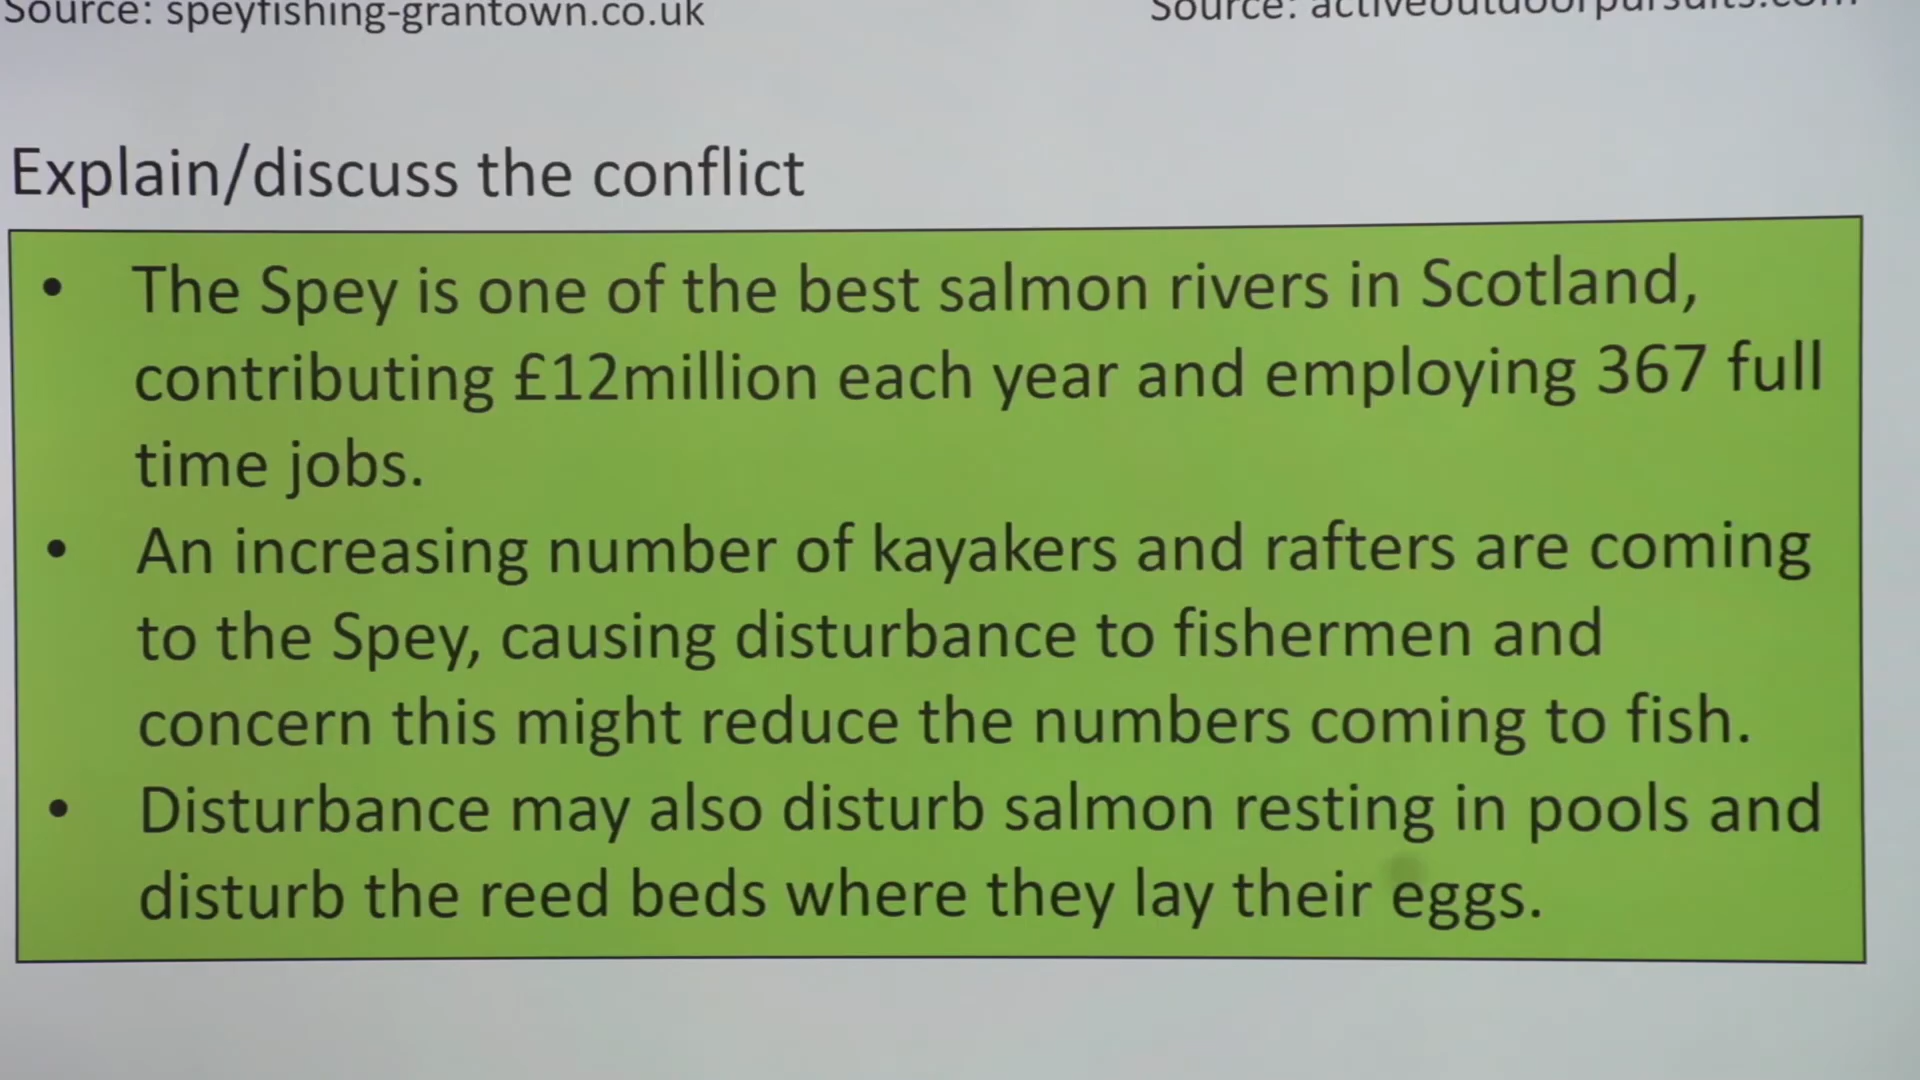 Source: speyfishing-grantown.co.uk
Source: activeoutdoorpursuits.com
Explain/discuss the conflict
• The Spey is one of the best salmon rivers in Scotland,
contributing £12million each year and employing 367 full
time jobs.
• An increasing number of kayakers and rafters are coming
to the Spey, causing disturbance to fishermen and
concern this might reduce the numbers coming to fish.
• Disturbance may also disturb salmon resting in pools and
disturb the reed beds where they lay their eggs.